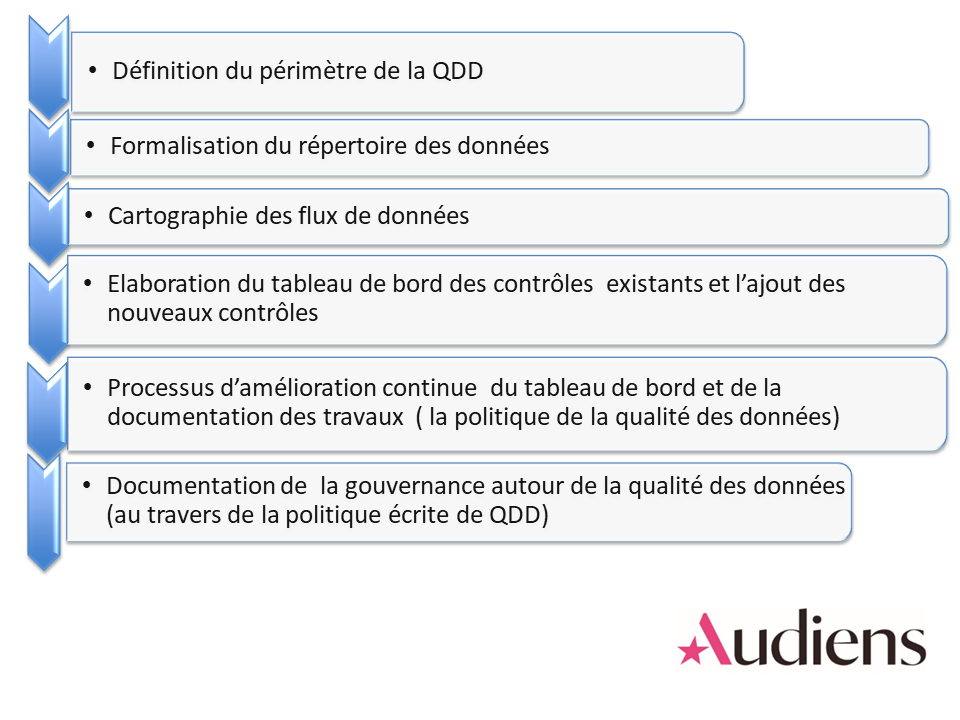 • Définition du périmètre de la QDD
• Formalisation du répertoire des données
• Cartographie des flux de données
• Elaboration du tableau de bord des contrôles  existants et l’ajout des
nouveaux contrôles
• Processus d’amélioration continue  du tableau de bord et de la
documentation des travaux  ( la politique de la qualité des données)
• Documentation de  la gouvernance autour de la qualité des données
(au travers de la politique écrite de QDD)
Audiens